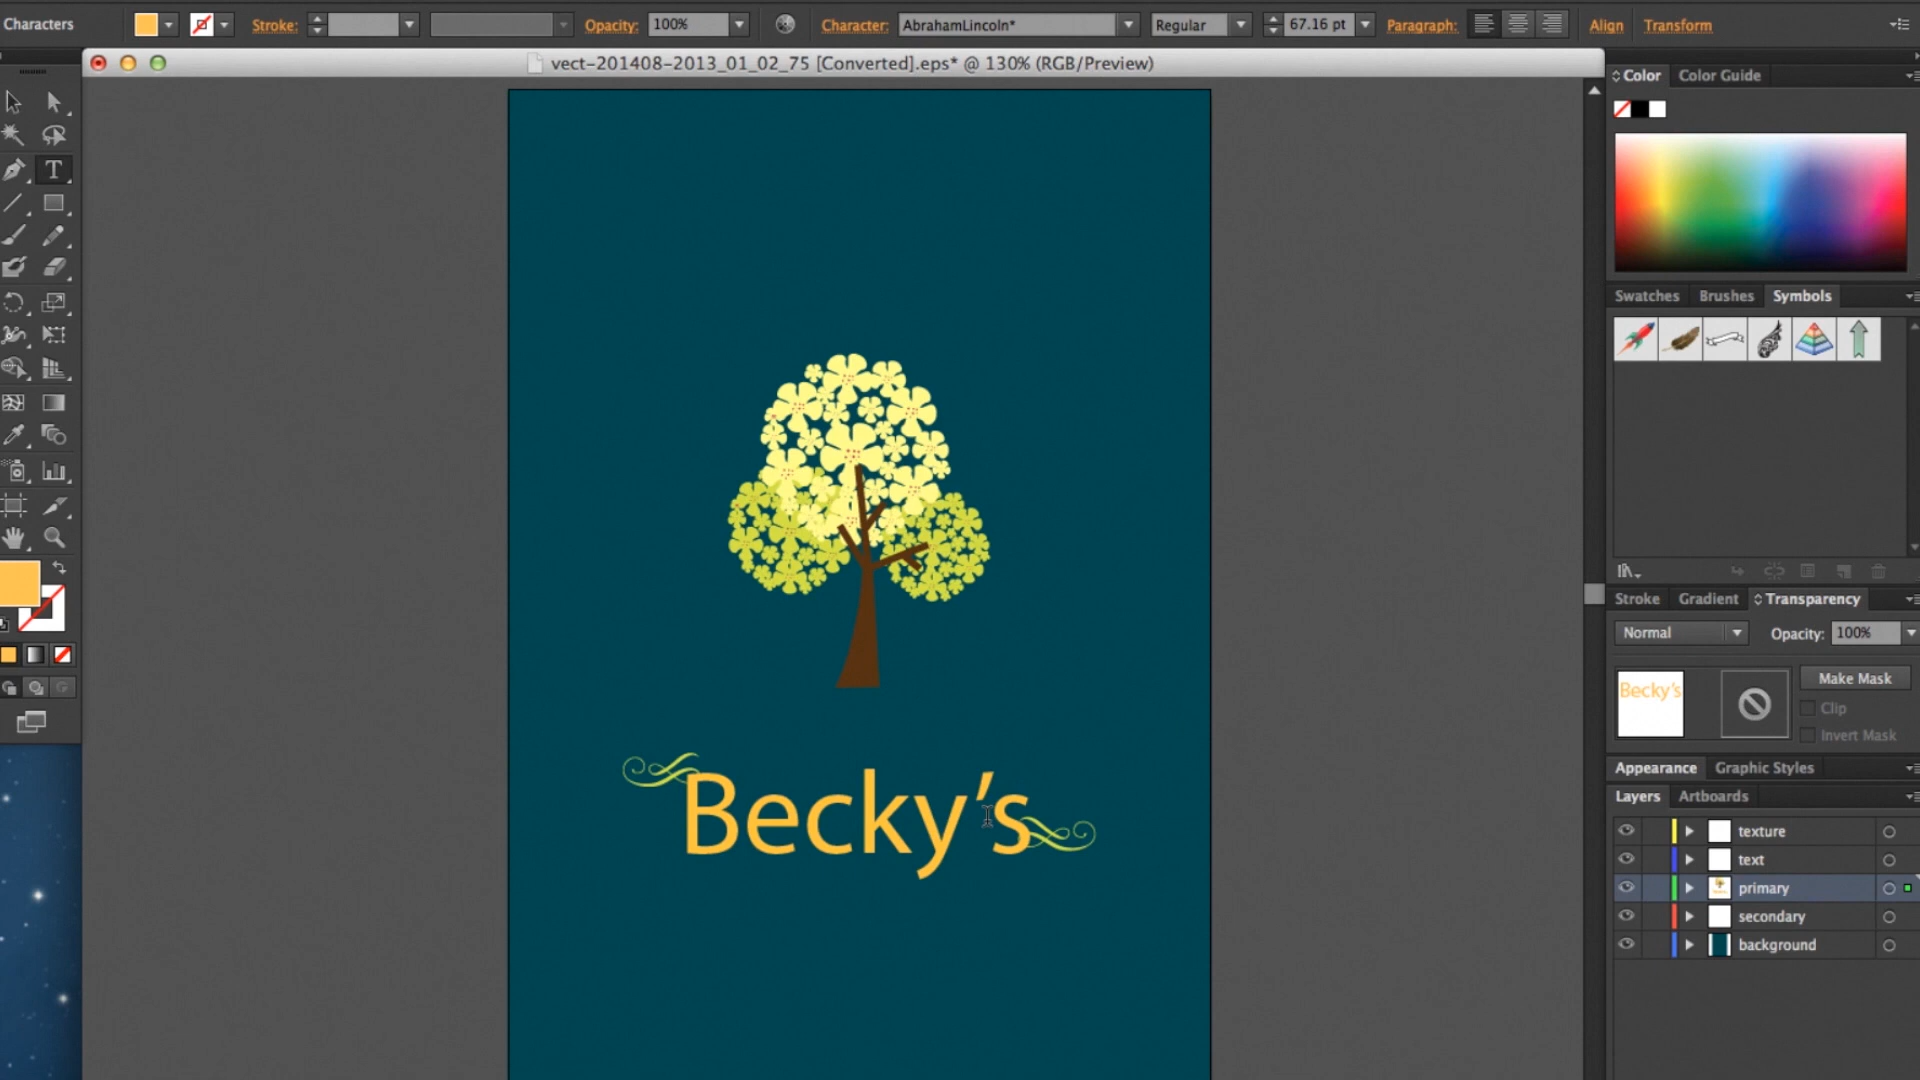 Characters
Stroke:
Opacity: 100%
Character: AbrahamLincoln*
Regular
67.16 pt
Paragraph:
Align
Transform
vect-201408-2013_01_02_75 [Converted].eps* @ 130% (RGB/Preview)
Color
Color Guide
T
Swatches
Brushes
Symbols
Stroke
Gradient
Transparency
Normal
Opacity: 100%
Becky's
Make Mask
Clip
Invert Mask
Becky's
Appearance
Graphic Styles
Layers
Artboards
texture
text
primary
secondary
background